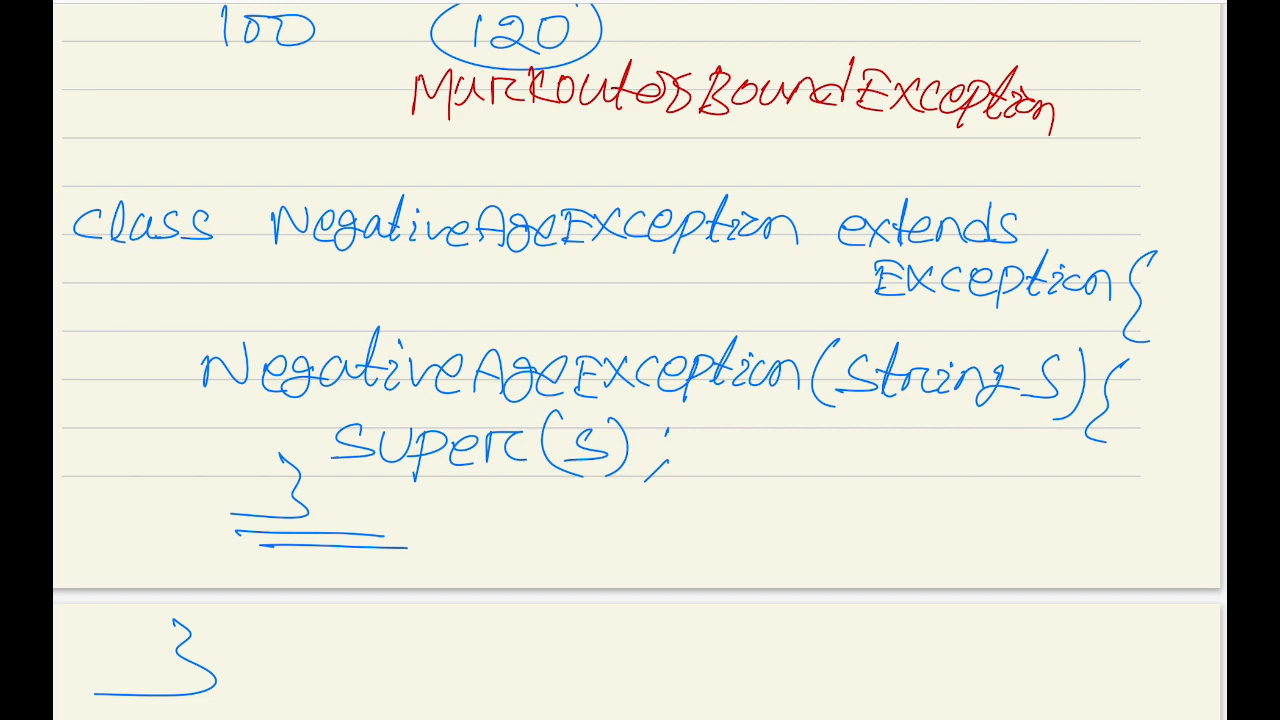 100 (120)
MarkOutofBoundException
class NegativeAgeException extends
Exception {
NegativeAgeException(String s) {
super(s);
}
}